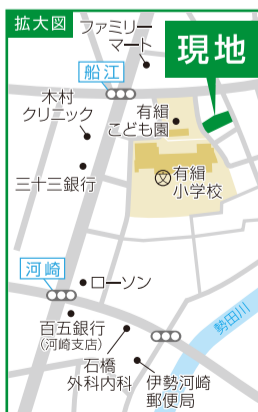 拡大図
ファミリー
マート
現地
船江
木村
クリニック
有緝
こども園
三十三銀行
文
有緝
小学校
河崎
ローソン
勢田川
百五銀行
(河崎支店)
石橋
外科内科
伊勢河崎
郵便局